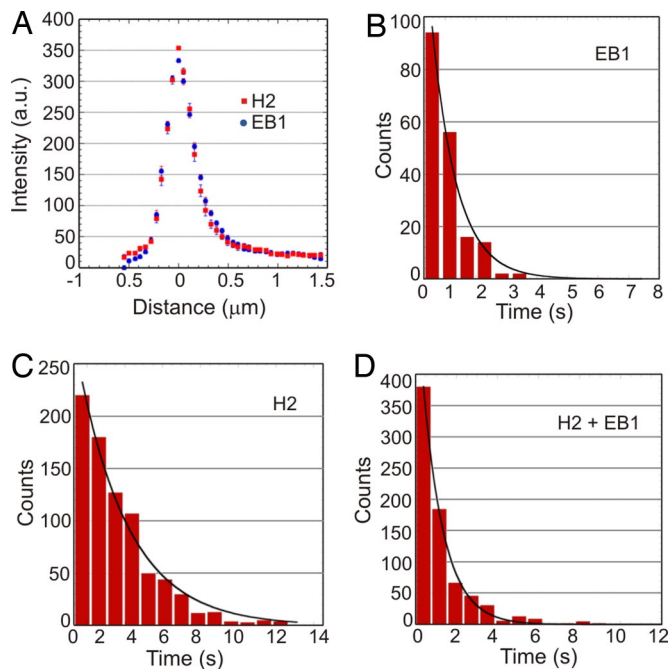 A
400
350
300
250
200
150
100
50
0
-1
0
0.5
1
1.5
Intensity (a.u.)
Distance (μm)
H2
EB1
B
100
80
60
40
20
0
0 1 2 3 4 5 6 7 8
Counts
Time (s)
EB1
C
250
200
150
100
50
0
0 2 4 6 8 10 12 14
Counts
Time (s)
H2
D
400
350
300
250
200
150
100
50
0
0 2 4 6 8 10 12
Counts
Time (s)
H2 + EB1